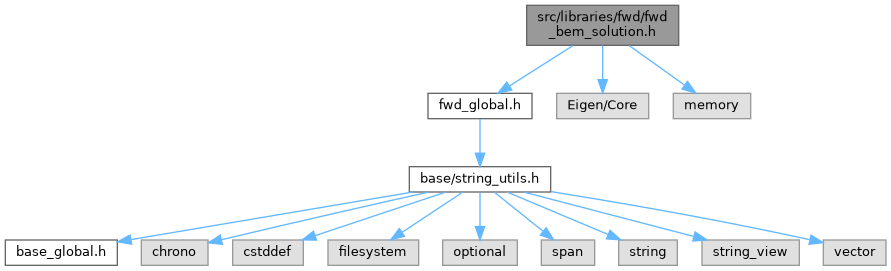 src/libraries/fwd/fwd
_bem_solution.h
fwd_global.h
Eigen/Core
memory
base/string_utils.h
base_global.h
chrono
cstddef
filesystem
optional
span
string
string_view
vector